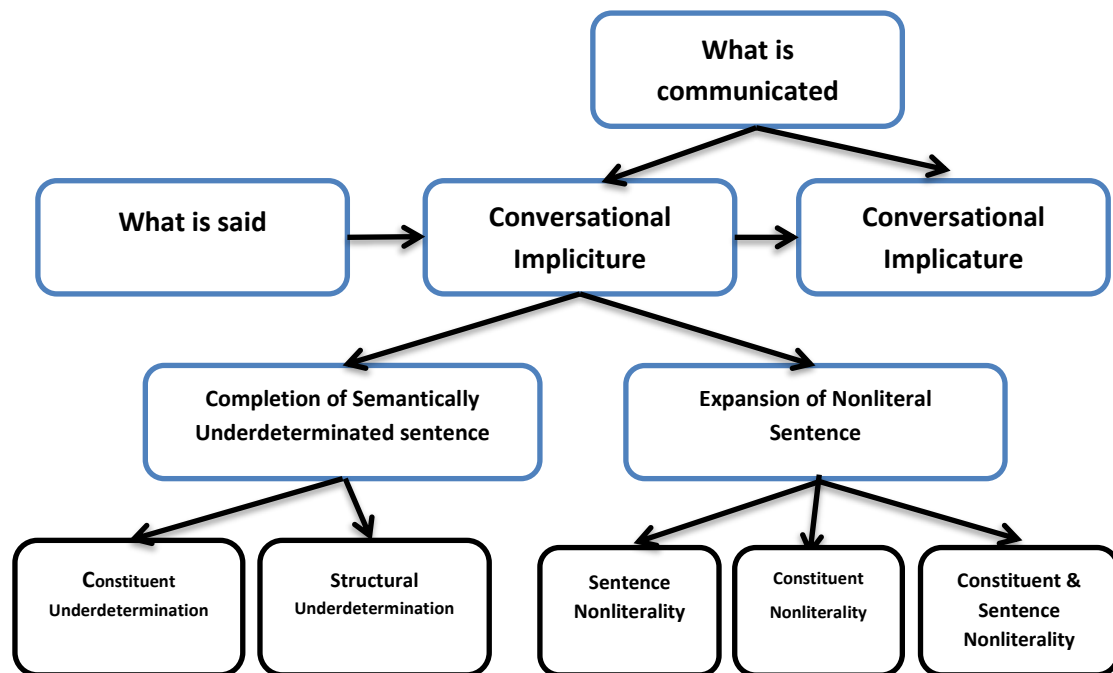 What is
communicated
What is said
Conversational
Impliciture
Conversational
Implicature
Completion of Semantically
Underdeterminated sentence
Expansion of Nonliteral
Sentence
Constituent
Underdetermination
Structural
Underdetermination
Sentence
Nonliterality
Constituent
Nonliterality
Constituent &
Sentence
Nonliterality